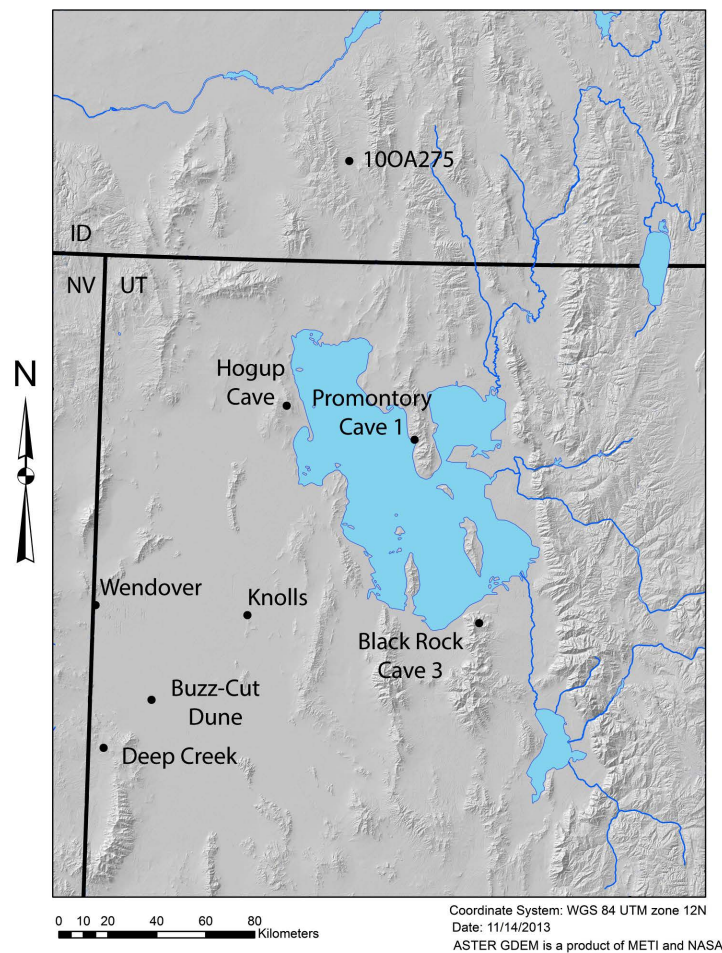 10OA275
ID
NV
UT
N
Hogup
Cave
Promontory
Cave 1
Wendover
Knolls
Black Rock
Cave 3
Buzz-Cut
Dune
Deep Creek
0 10 20 40 60 80
Kilometers
Coordinate System: WGS 84 UTM zone 12N
Date: 11/14/2013
ASTER GDEM is a product of METI and NASA